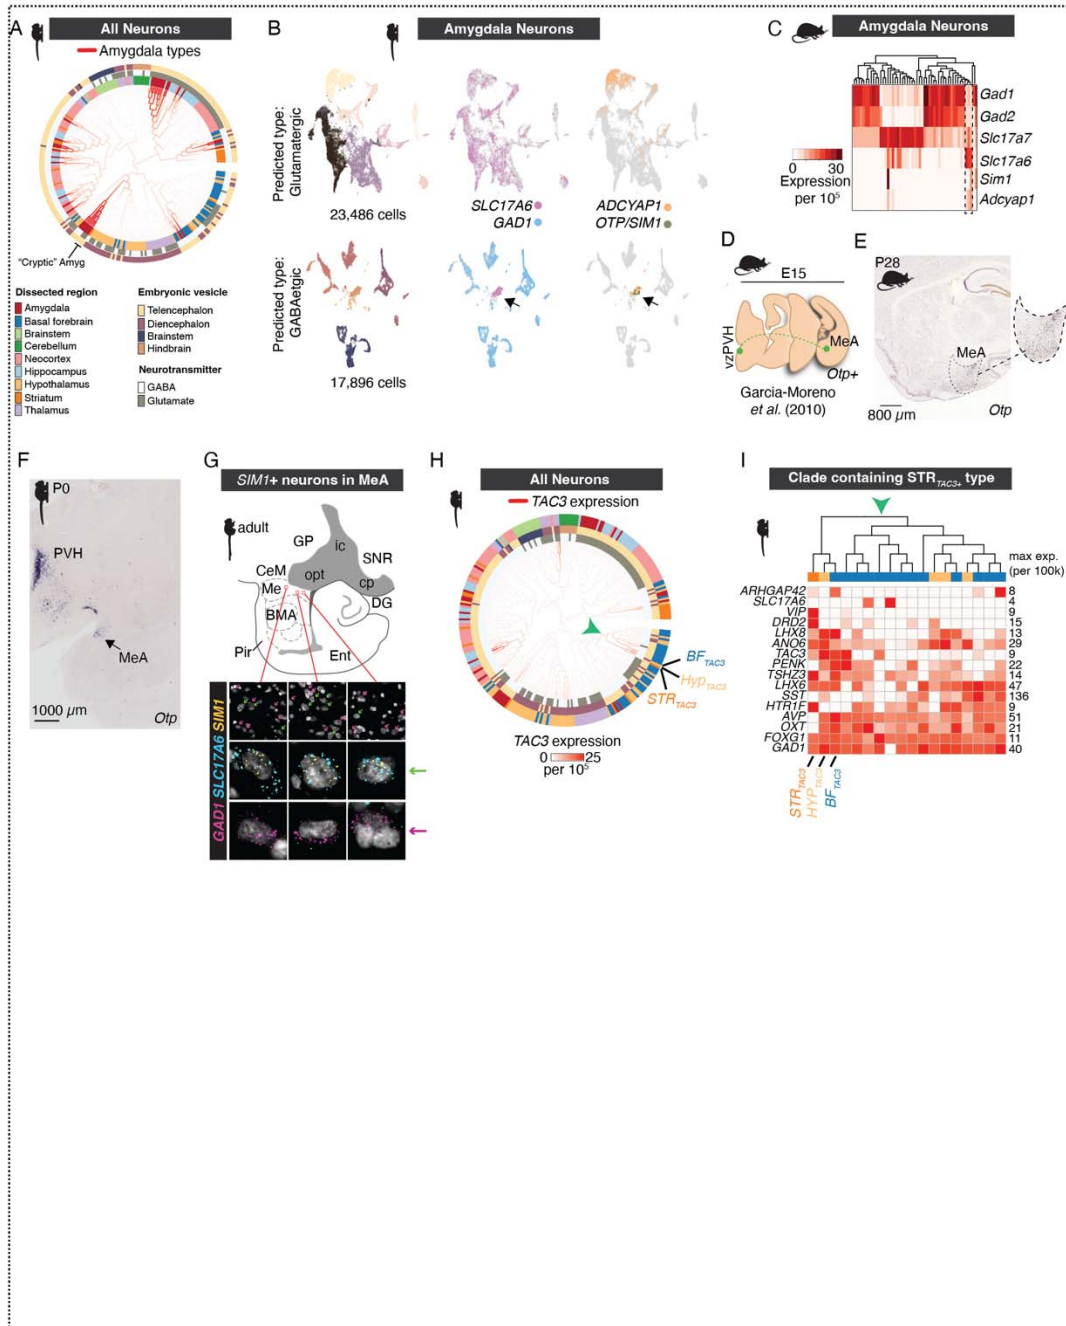 A
All Neurons
Amygdala types
"Cryptic" Amyg
Dissected region
Amygdala
Basal forebrain
Brainstem
Cerebellum
Neocortex
Hippocampus
Hypothalamus
Striatum
Thalamus
Embryonic vesicle
Telencephalon
Diencephalon
Brainstem
Hindbrain
Neurotransmitter
GABA
Glutamate
B
Amygdala Neurons
Predicted type:
Glutamatergic
23,486 cells
SLC17A6
GAD1
ADCYAP1
OTP/SIM1
Predicted type:
GABAetgic
17,896 cells
C
Amygdala Neurons
Gad1
Gad2
Slc17a7
Slc17a6
Sim1
Adcyap1
0 30
Expression
per 10⁵
D
E15
vzPVH
MeA
Otp+
Garcia-Moreno
et al. (2010)
E
P28
MeA
800 µm
Otp
F
P0
PVH
MeA
1000 µm
Otp
G
SIM1+ neurons in MeA
adult
GP
ic
SNR
CeM
opt
cp
Me
DG
BMA
Pir
Ent
GAD1 SLC17A6 SIM1
H
All Neurons
TAC3 expression
BF TAC3
Hyp TAC3
STR TAC3
TAC3 expression
0 25
per 10⁵
I
Clade containing STR TAC3+ type
max exp.
(per 100k)
ARHGAP42 8
SLC17A6 4
VIP 9
DRD2 15
LHX8 13
ANO6 29
TAC3 9
PENK 22
TSHZ3 14
LHX6 47
SST 136
HTR1F 9
AVP 51
OXT 21
FOXG1 11
GAD1 40
STR TAC3
HYP TAC3
BF TAC3